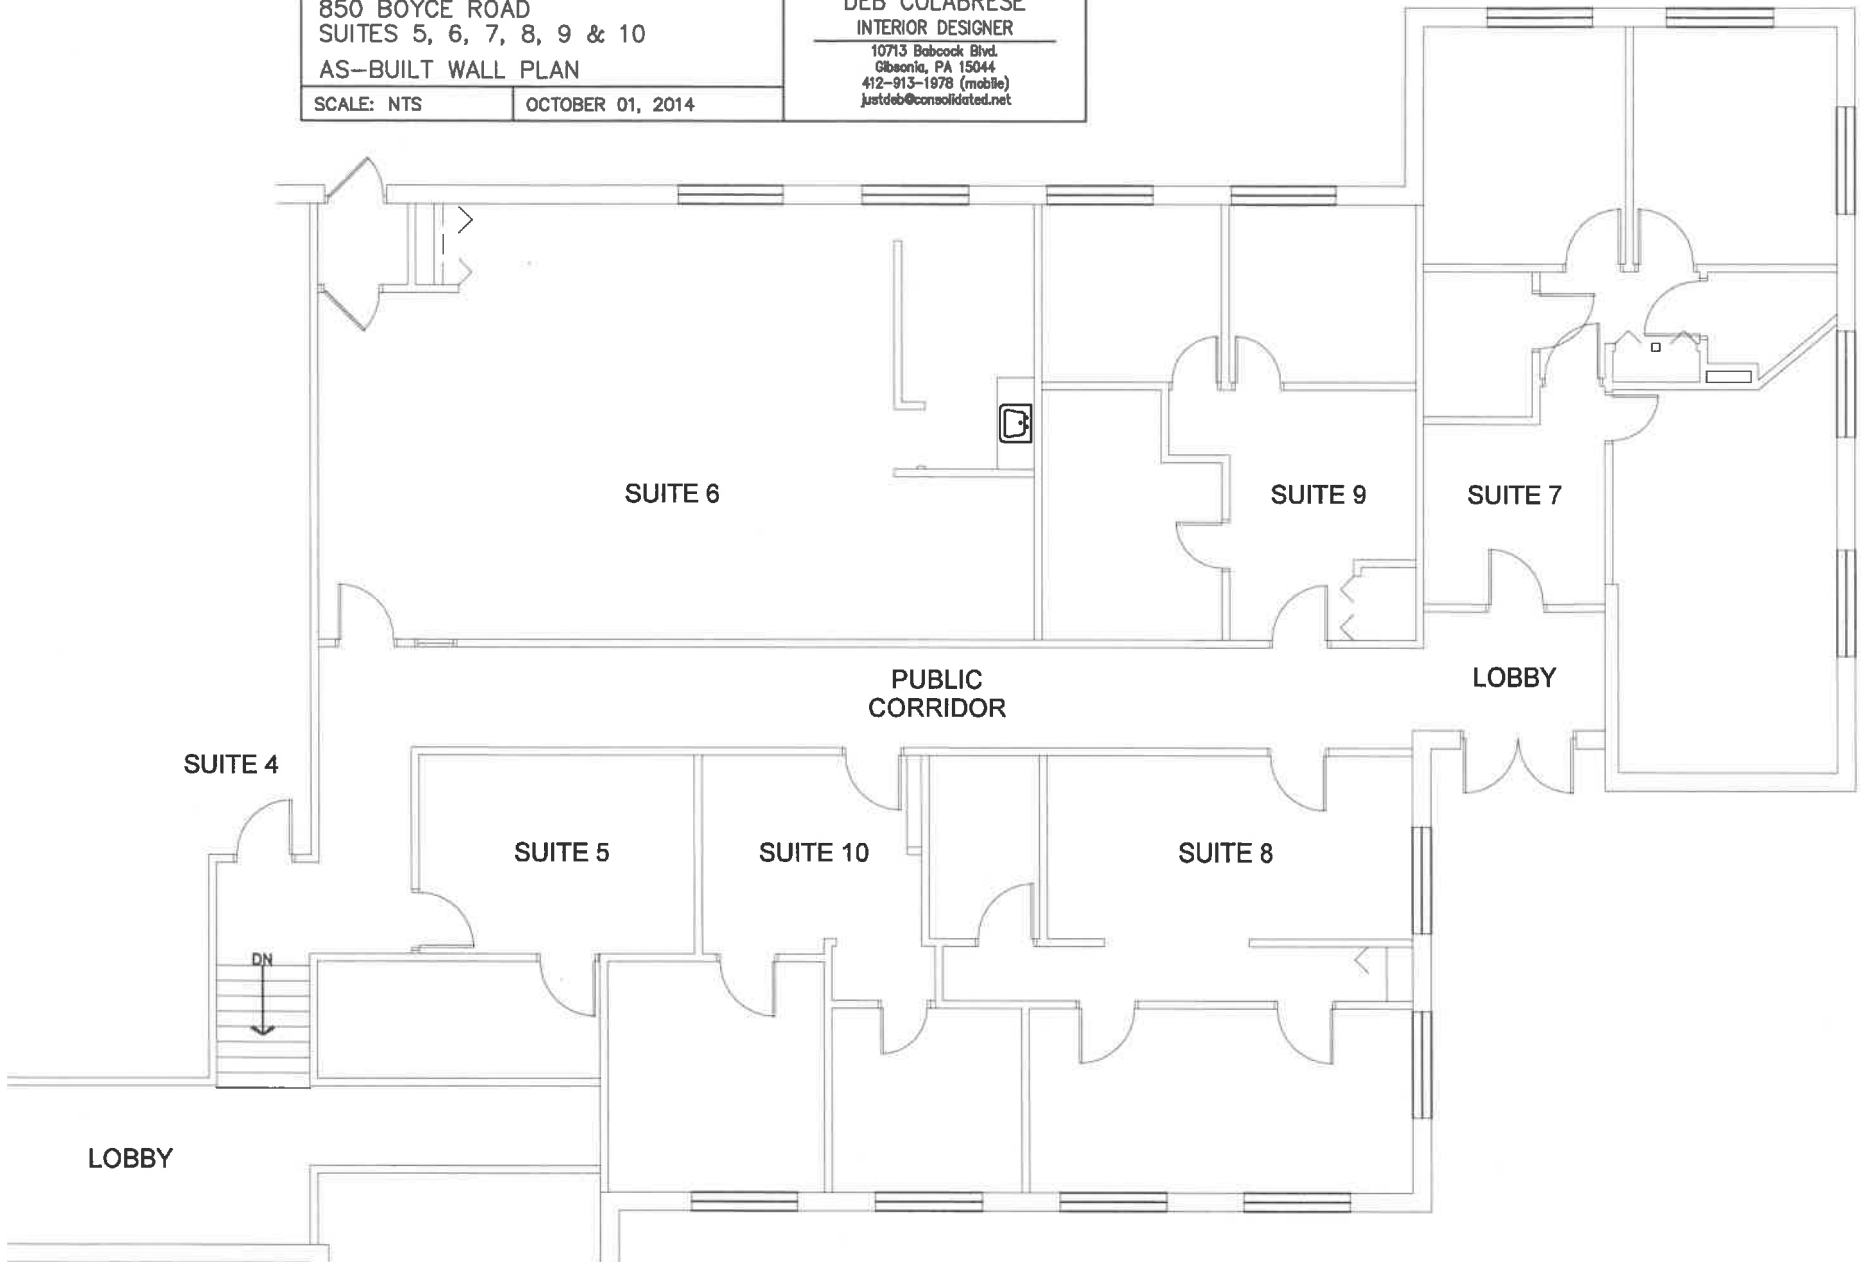 850 BOYCE ROAD
SUITES 5, 6, 7, 8, 9 & 10
AS-BUILT WALL PLAN
SCALE: NTS
OCTOBER 01, 2014
DEB COLABRESE
INTERIOR DESIGNER
10713 Babcock Blvd.
Gibsonia, PA 15044
412-913-1978 (mobile)
justdeb@consolidated.net
SUITE 6
SUITE 9
SUITE 7
PUBLIC
CORRIDOR
LOBBY
SUITE 4
SUITE 5
SUITE 10
SUITE 8
DN
LOBBY